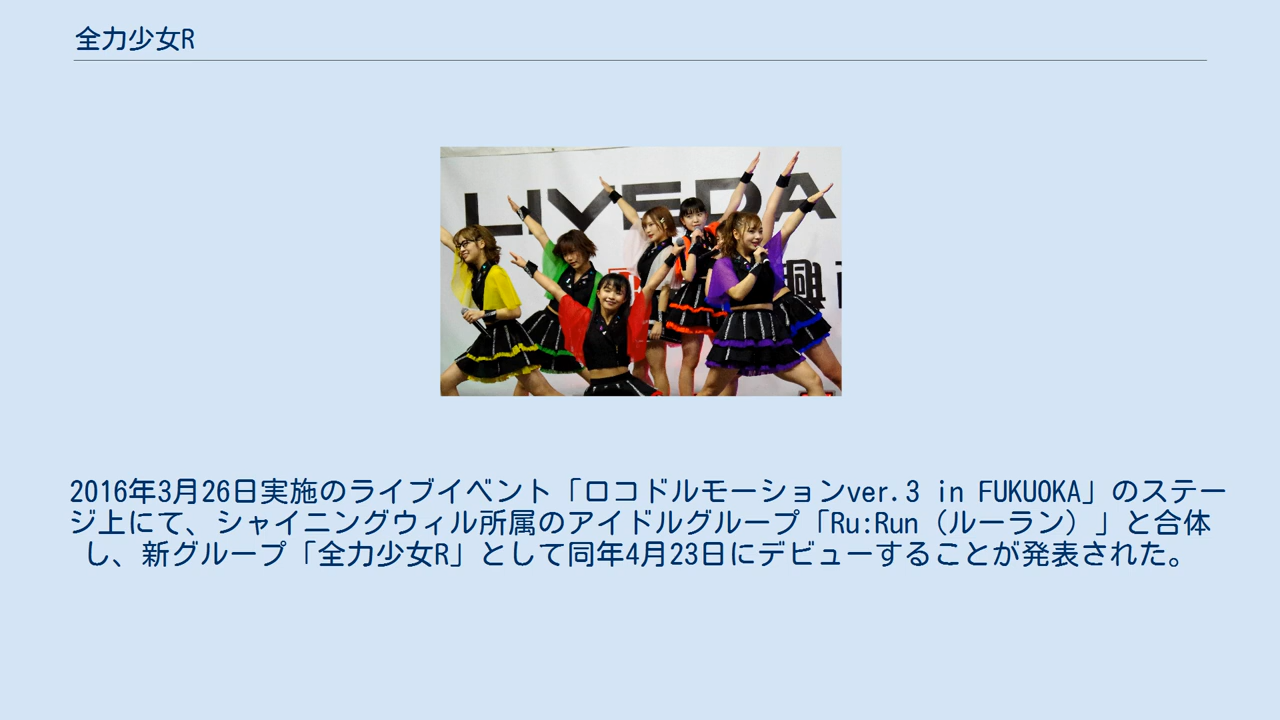 全力少女R
LIVEDA
2016年3月26日実施のライブイベント「ロコドルモーションver.3 in FUKUOKA」のステー
ジ上にて、シャイニングウィル所属のアイドルグループ「Ru:Run（ルーラン）」と合体
し、新グループ「全力少女R」として同年4月23日にデビューすることが発表された。